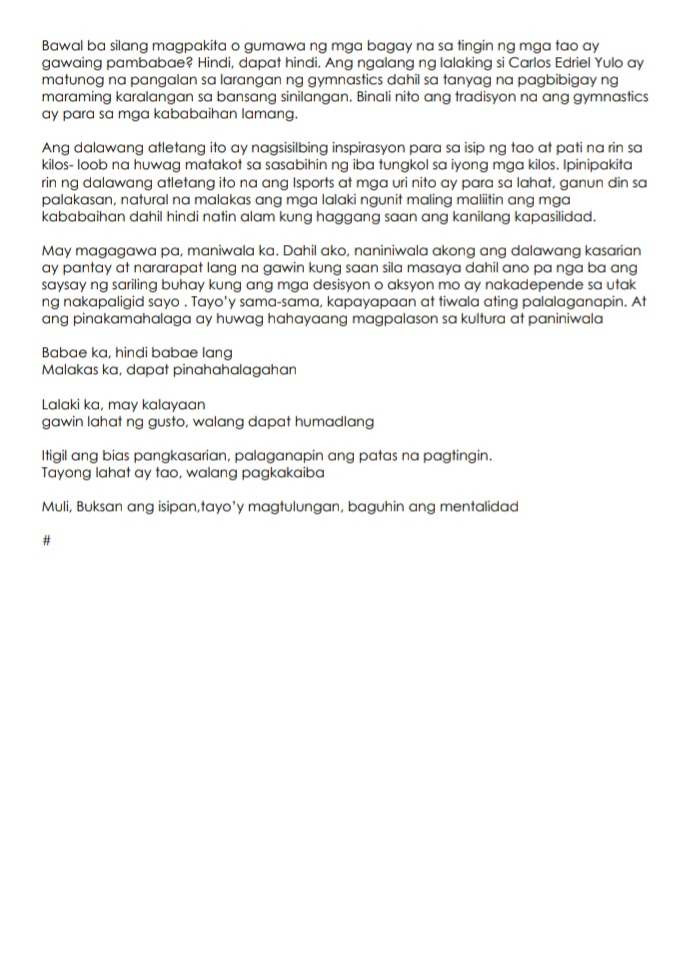 Bawal ba silang magpakita o gumawa ng mga bagay na sa tingin ng mga tao ay
gawaing pambabae? Hindi, dapat hindi. Ang ngalang ng lalaking si Carlos Edriel Yulo ay
matunog na pangalan sa larangan ng gymnastics dahil sa tanyag na pagbibigay ng
maraming karalangan sa bansang sinilangan. Binali nito ang tradisyon na ang gymnastics
ay para sa mga kababaihan lamang.
Ang dalawang atletang ito ay nagsisilbing inspirasyon para sa isip ng tao at pati na rin sa
kilos- loob na huwag matakot sa sasabihin ng iba tungkol sa iyong mga kilos. Ipinipakita
rin ng dalawang atletang ito na ang Isports at mga uri nito ay para sa lahat, ganun din sa
palakasan, natural na malakas ang mga lalaki ngunit maling maliitin ang mga
kababaihan dahil hindi natin alam kung haggang saan ang kanilang kapasilidad.
May magagawa pa, maniwala ka. Dahil ako, naniniwala akong ang dalawang kasarian
ay pantay at nararapat lang na gawin kung saan sila masaya dahil ano pa nga ba ang
saysay ng sariling buhay kung ang mga desisyon o aksyon mo ay nakadepende sa utak
ng nakapaligid sayo . Tayo'y sama-sama, kapayapaan at tiwala ating palalaganapin. At
ang pinakamahalaga ay huwag hahayaang magpalason sa kultura at paniniwala
Babae ka, hindi babae lang
Malakas ka, dapat pinahahalagahan
Lalaki ka, may kalayaan
gawin lahat ng gusto, walang dapat humadlang
Itigil ang bias pangkasarian, palaganapin ang patas na pagtingin.
Tayong lahat ay tao, walang pagkakaiba
Muli, Buksan ang isipan,tayo'y magtulungan, baguhin ang mentalidad
#